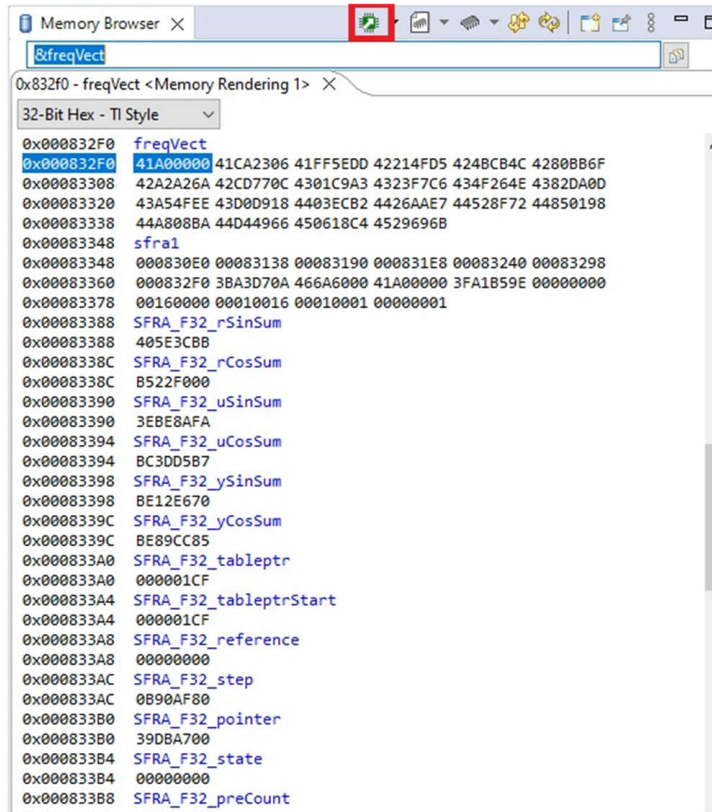 Memory Browser
&freqVect
0x832f0 - freqVect <Memory Rendering 1>
32-Bit Hex - TI Style
0x000832F0 freqVect
0x000832F0 41A00000 41CA2306 41FF5EDD 42214FD5 424BCB4C 4280BB6F
0x00083308 42A2A26A 42CD770C 4301C9A3 4323F7C6 434F264E 4382DA0D
0x00083320 43A54FEE 43D0D918 4403ECB2 4426AAE7 44528F72 44850198
0x00083338 44A808BA 44D44966 450618C4 4529696B
0x00083348 sfra1
0x00083348 000830E0 00083138 00083190 000831E8 00083240 00083298
0x00083360 000832F0 3BA3D70A 466A6000 41A00000 3FA1B59E 00000000
0x00083378 00160000 00010016 00010001 00000001
0x00083388 SFRA_F32_rSinSum
0x00083388 405E3CBB
0x0008338C SFRA_F32_rCosSum
0x0008338C B522F000
0x00083390 SFRA_F32_uSinSum
0x00083390 3EBE8AFA
0x00083394 SFRA_F32_uCosSum
0x00083394 BC3DD5B7
0x00083398 SFRA_F32_ySinSum
0x00083398 BE12E670
0x0008339C SFRA_F32_yCosSum
0x0008339C BE89CC85
0x000833A0 SFRA_F32_tableptr
0x000833A0 000001CF
0x000833A4 SFRA_F32_tableptrStart
0x000833A4 000001CF
0x000833A8 SFRA_F32_reference
0x000833A8 00000000
0x000833AC SFRA_F32_step
0x000833AC 0B90AF80
0x000833B0 SFRA_F32_pointer
0x000833B0 39DBA700
0x000833B4 SFRA_F32_state
0x000833B4 00000000
0x000833B8 SFRA_F32_preCount